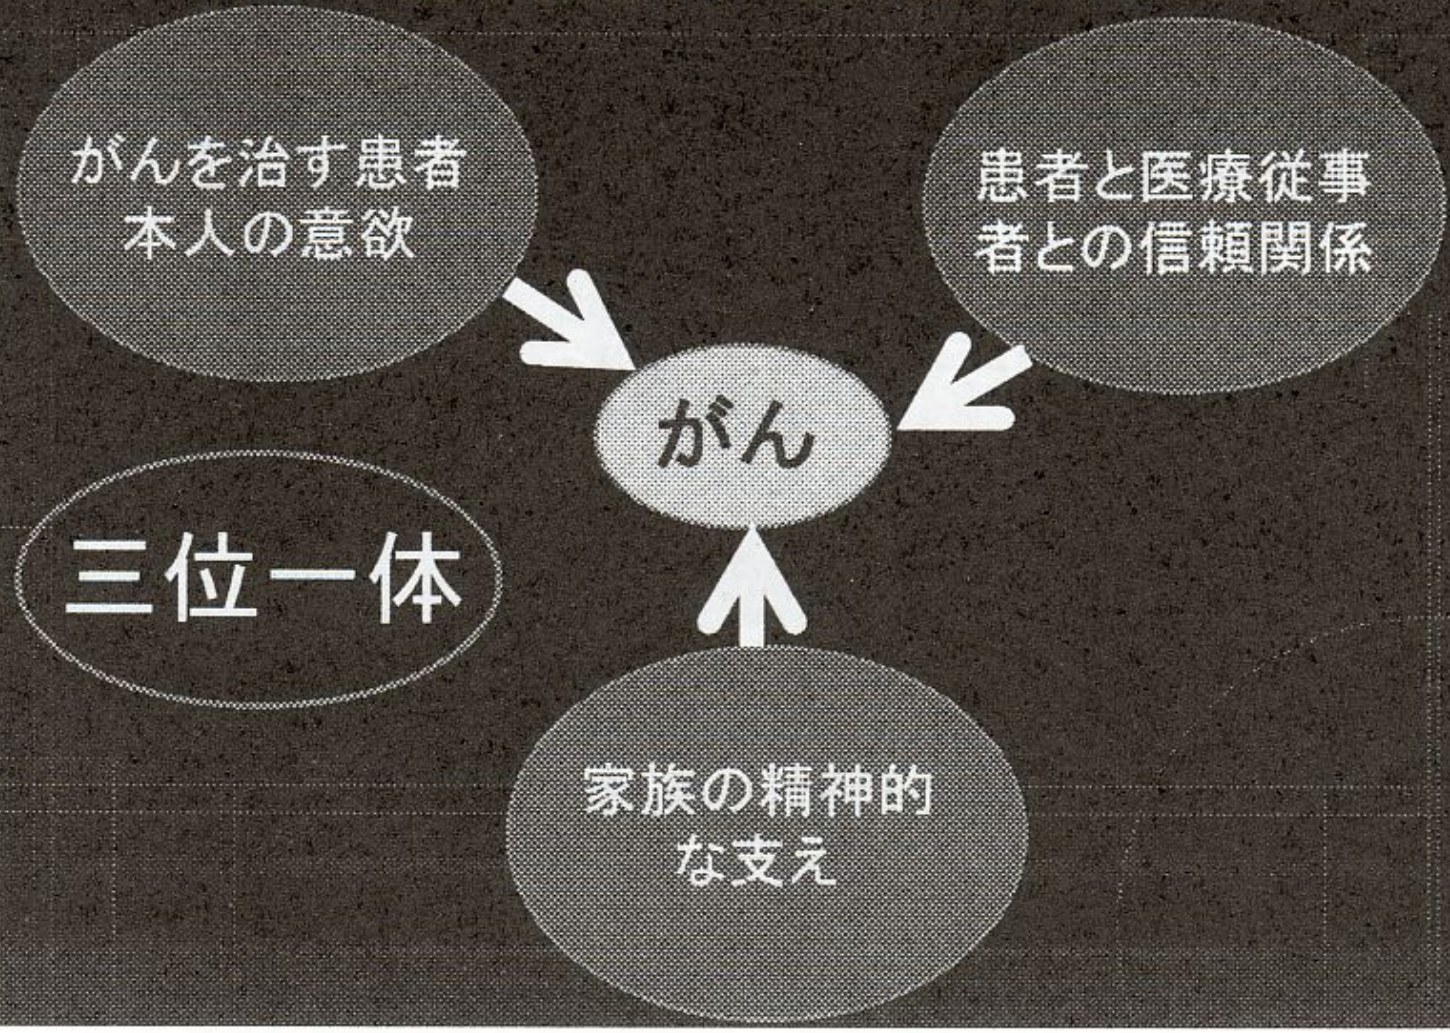 がんを治す患者
本人の意欲
患者と医療従事
者との信頼関係
がん
三位一体
家族の精神的
な支え